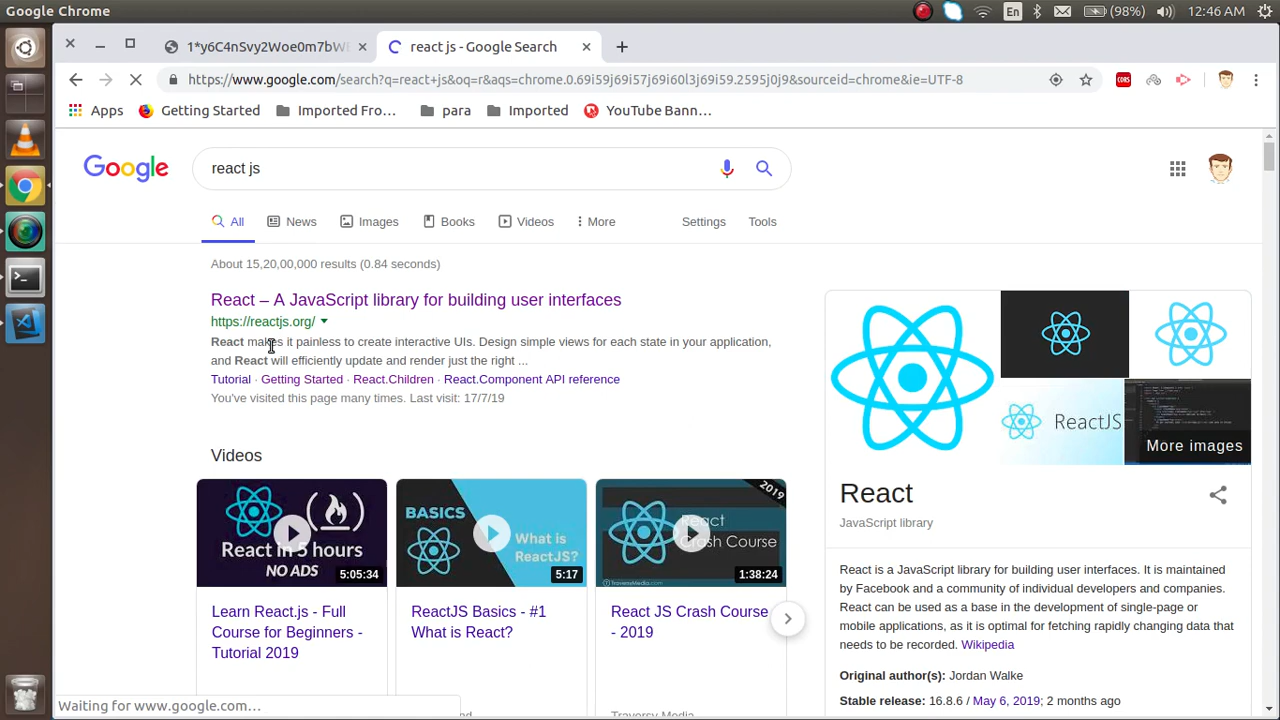 Google Chrome
En
(98%)
12:46 AM
1*y6C4nSvy2Woe0m7bW
react js - Google Search
https://www.google.com/search?q=react+js&oq=r&aqs=chrome.0.69i59j69i57j69i60l3j69i59.2595j0j9&sourceid=chrome&ie=UTF-8
CORS
Apps
Getting Started
Imported Fro...
para
Imported
YouTube Bann...
Google
react js
All
News
Images
Books
Videos
More
Settings
Tools
About 15,20,00,000 results (0.84 seconds)
React – A JavaScript library for building user interfaces
https://reactjs.org/
React makes it painless to create interactive UIs. Design simple views for each state in your application,
and React will efficiently update and render just the right ...
Tutorial · Getting Started · React.Children · React.Component API reference
You've visited this page many times. Last visit: 15/7/19
Videos
React in 5 hours
NO ADS
5:05:34
Learn React.js - Full
Course for Beginners -
Tutorial 2019
BASICS
What is
ReactJS?
5:17
ReactJS Basics - #1
What is React?
2019
React
Crash Course
1:38:24
React JS Crash Course
- 2019
Traversy Media
ReactJS
More images
React
JavaScript library
React is a JavaScript library for building user interfaces. It is maintained
by Facebook and a community of individual developers and companies.
React can be used as a base in the development of single-page or
mobile applications, as it is optimal for fetching rapidly changing data that
needs to be recorded. Wikipedia
Original author(s): Jordan Walke
Stable release: 16.8.6 / May 6, 2019; 2 months ago
Waiting for www.google.com...